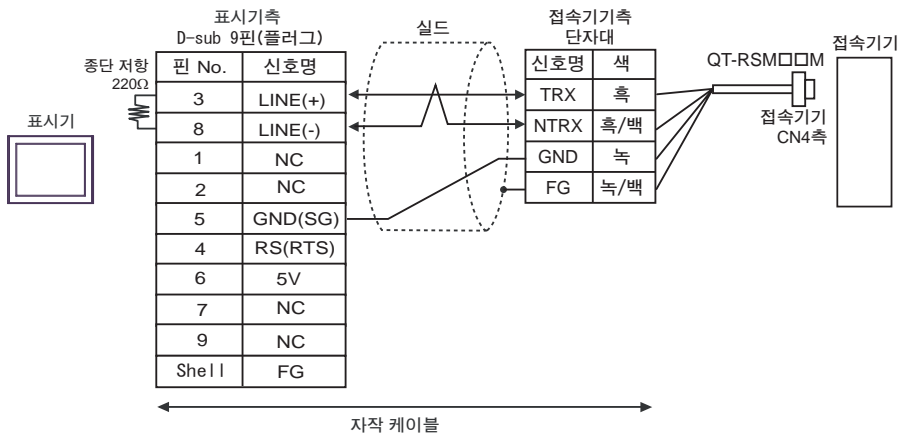 표시기측
D-sub 9핀(플러그)
실드
접속기기측
단자대
접속기기
종단 저항
220Ω
핀 No. 신호명
신호명 색
QT-RSM□□M
3 LINE(+)
TRX 흑
8 LINE(-)
NTRX 흑/백
접속기기
CN4측
표시기
1 NC
GND 녹
2 NC
FG 녹/백
5 GND(SG)
4 RS(RTS)
6 5V
7 NC
9 NC
Shell FG
자작 케이블